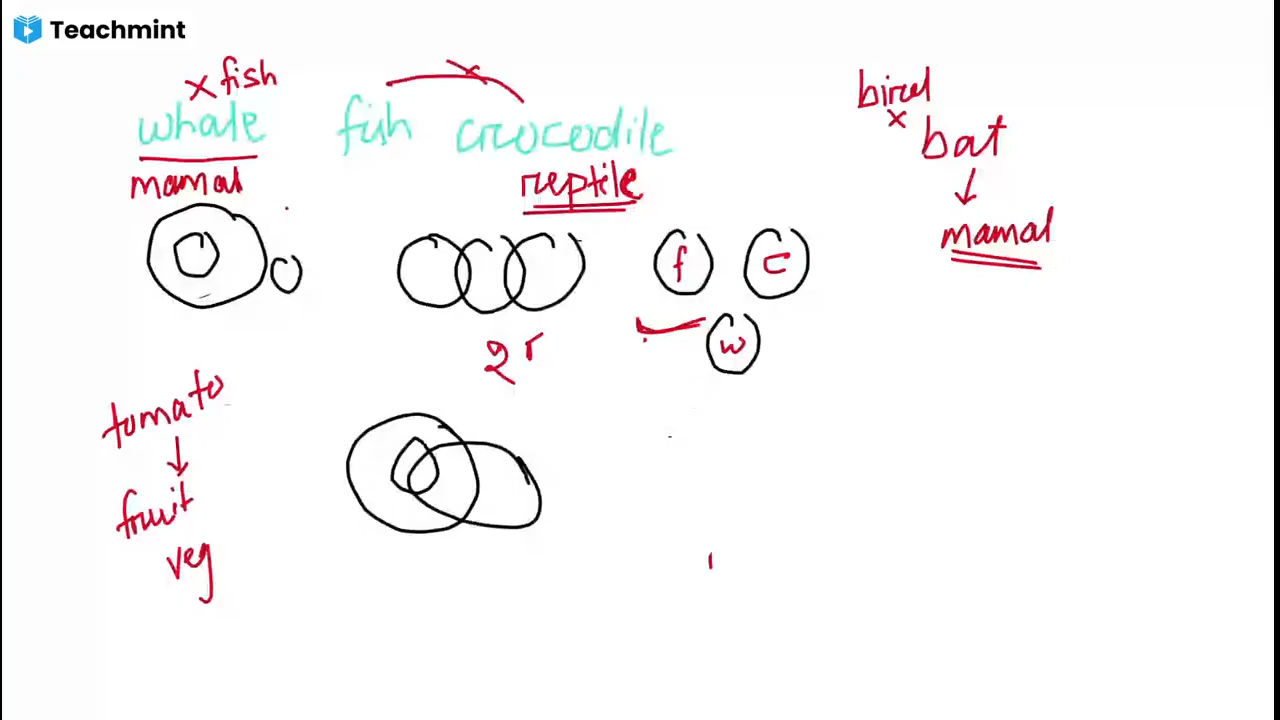 Teachmint
x fish
whale fish crocodile
mamal
reptile
bird
x
bat
mamal
f
c
w
2
tomato
fruit
veg